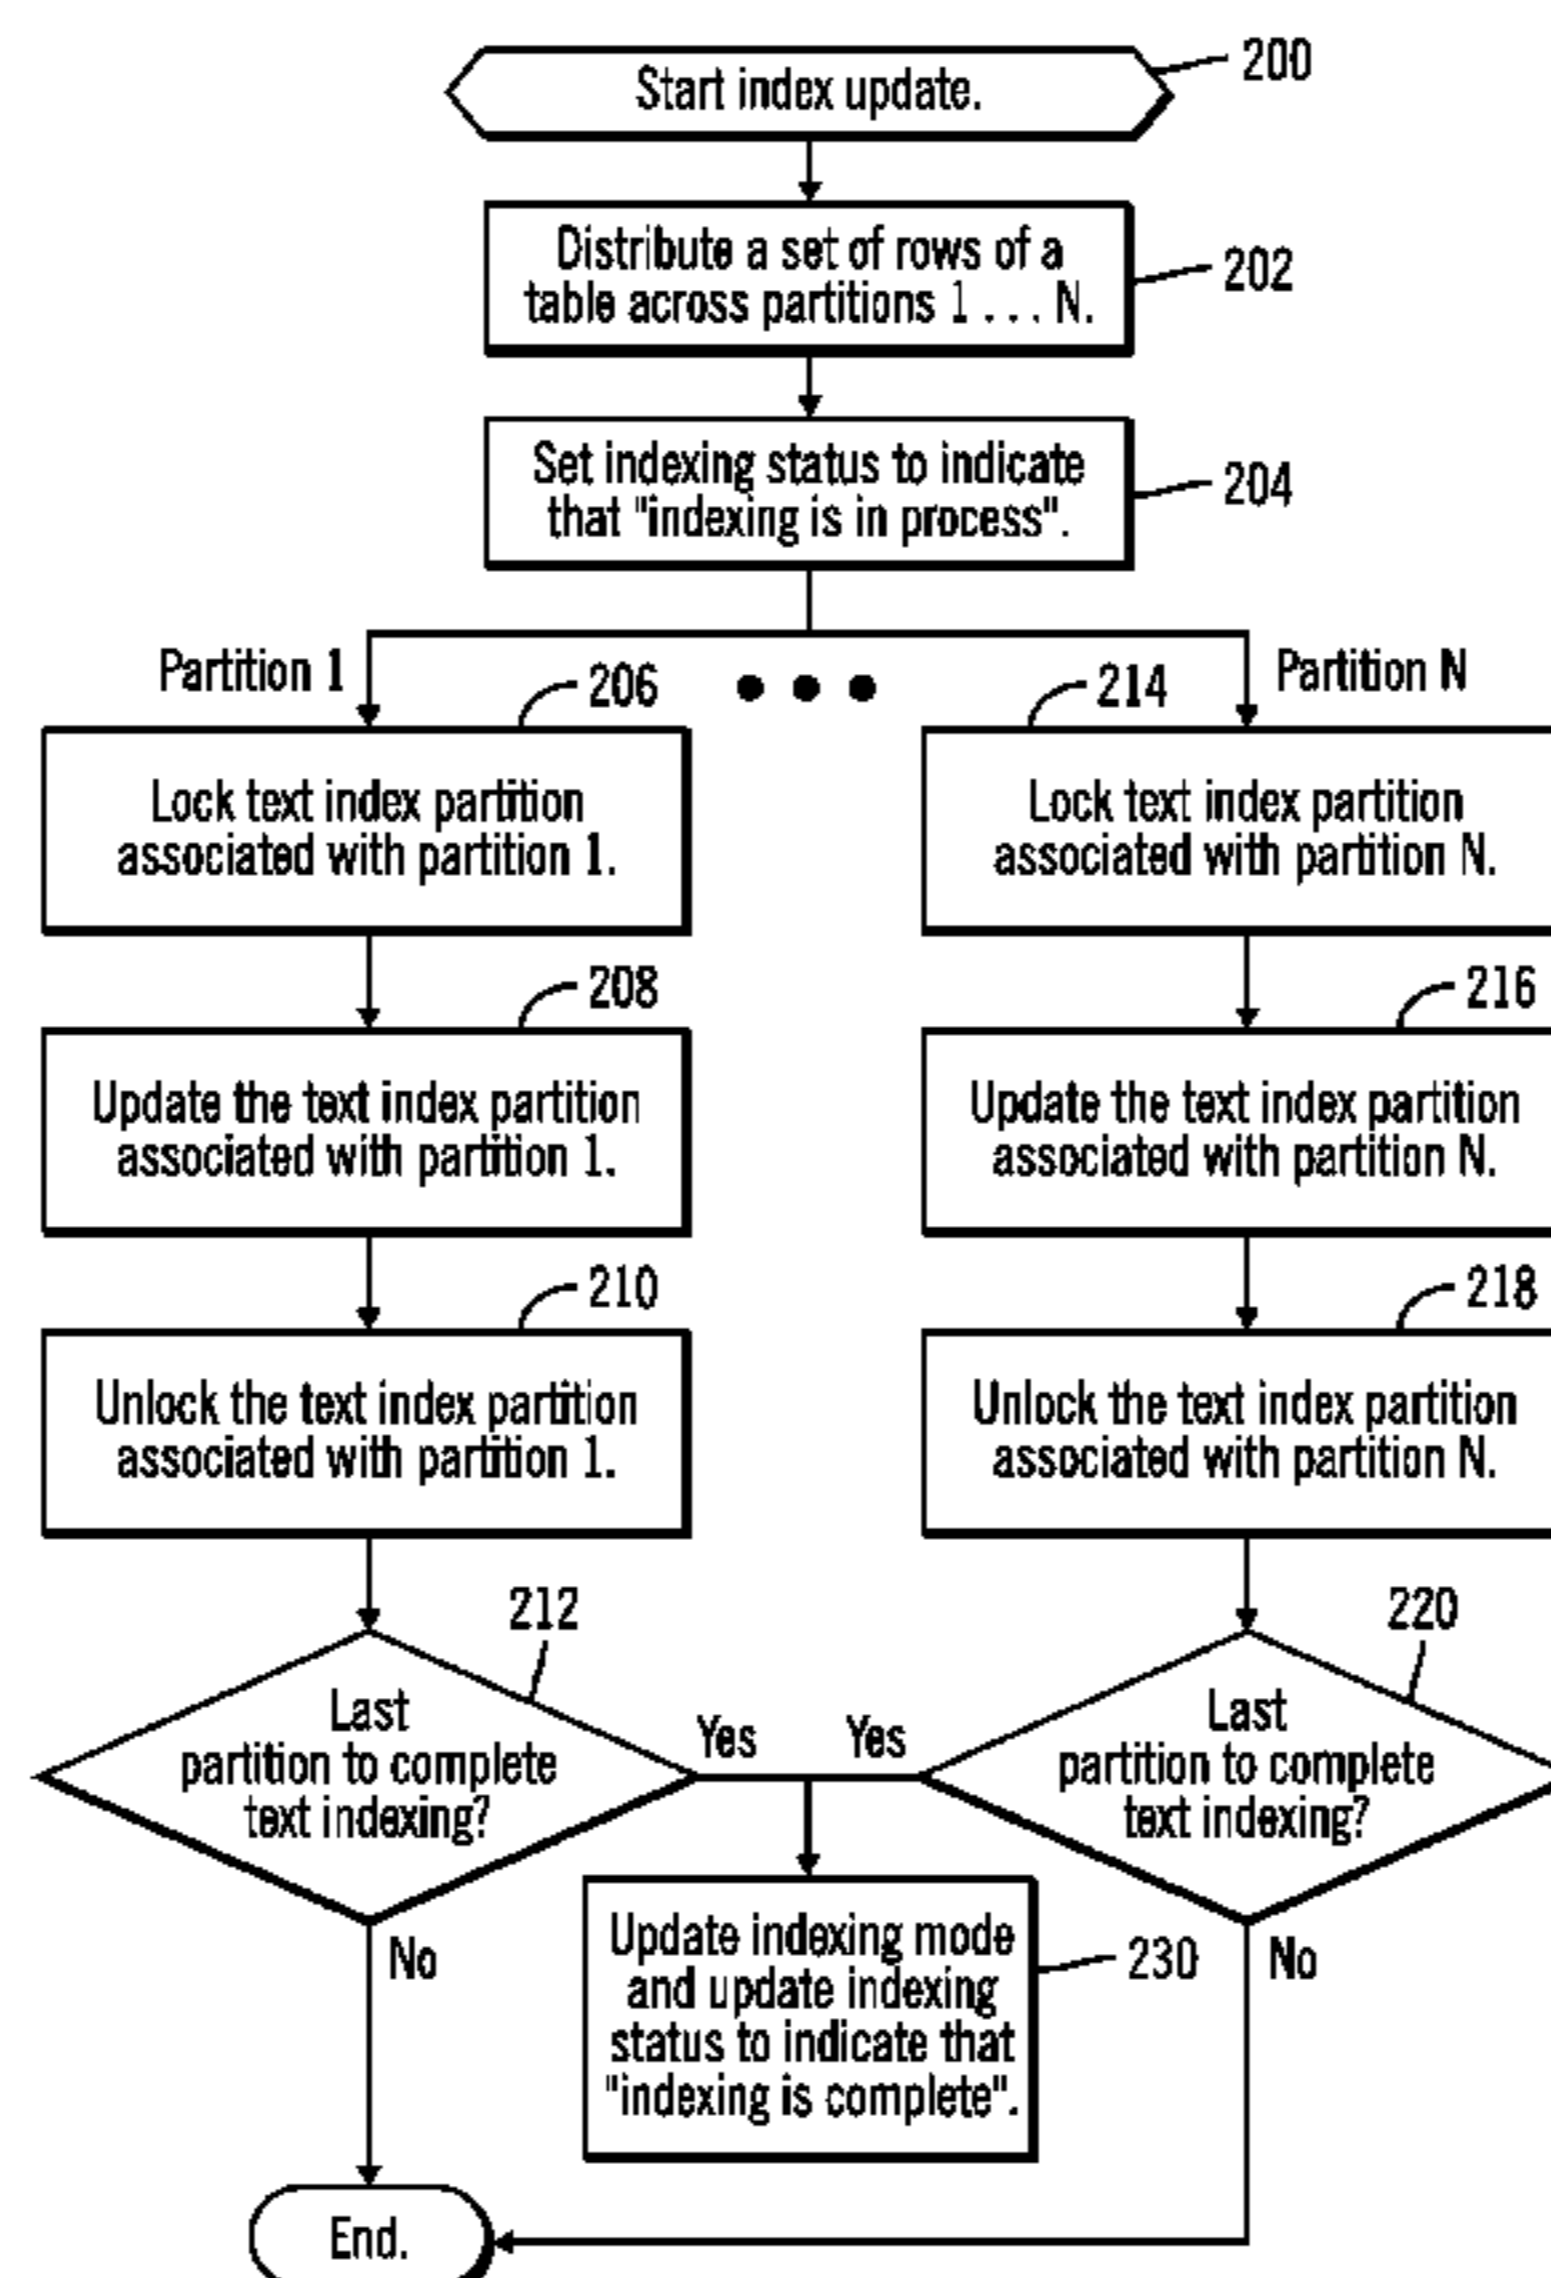 Start index update.
200
Distribute a set of rows of a
table across partitions 1 . . . N.
202
Set indexing status to indicate
that "indexing is in process".
204
Partition 1
Partition N
206
214
Lock text index partition
associated with partition 1.
Lock text index partition
associated with partition N.
208
216
Update the text index partition
associated with partition 1.
Update the text index partition
associated with partition N.
210
218
Unlock the text index partition
associated with partition 1.
Unlock the text index partition
associated with partition N.
212
220
Last
partition to complete
text indexing?
Yes
Yes
Last
partition to complete
text indexing?
No
Update indexing mode
and update indexing
status to indicate that
"indexing is complete".
230
No
End.